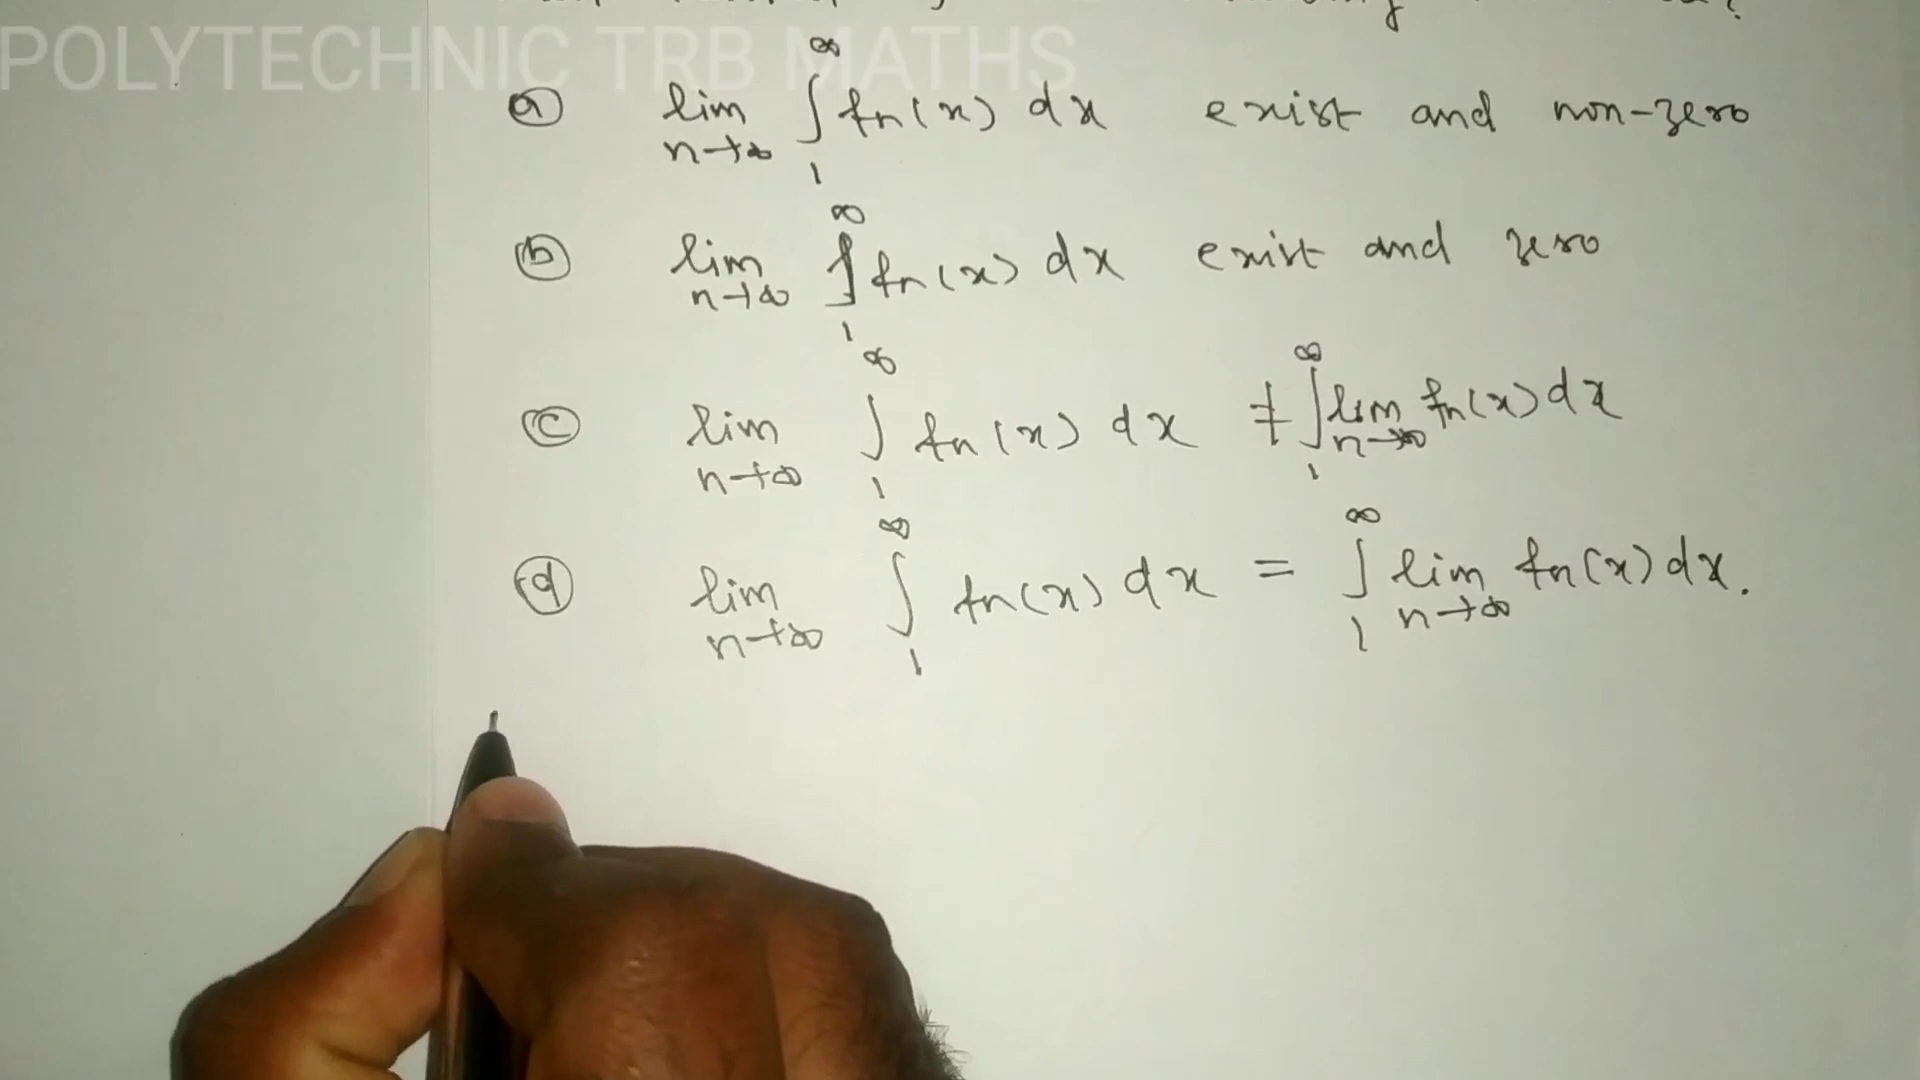 POLYTECHNIC TRB MATHS
(a) lim n→∞ ∫₁^∞ fn(x) dx exist and non-zero
(b) lim n→∞ ∫₁^∞ fn(x) dx exist and zero
(c) lim n→∞ ∫₁^∞ fn(x) dx ≠ ∫₁^∞ lim n→∞ fn(x) dx
(d) lim n→∞ ∫₁^∞ fn(x) dx = ∫₁^∞ lim n→∞ fn(x) dx.